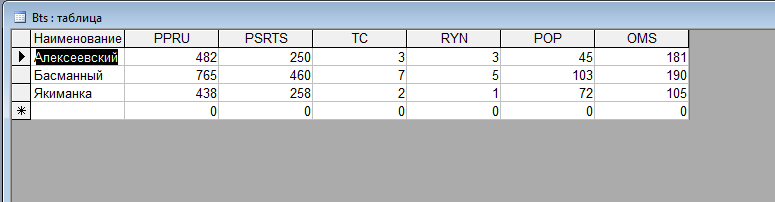 Bts : таблица
Наименование PPRU PSRTS TC RYN POP OMS
Алексеевский 482 250 3 3 45 181
Басманный 765 460 7 5 103 190
Якиманка 438 258 2 1 72 105
0 0 0 0 0 0